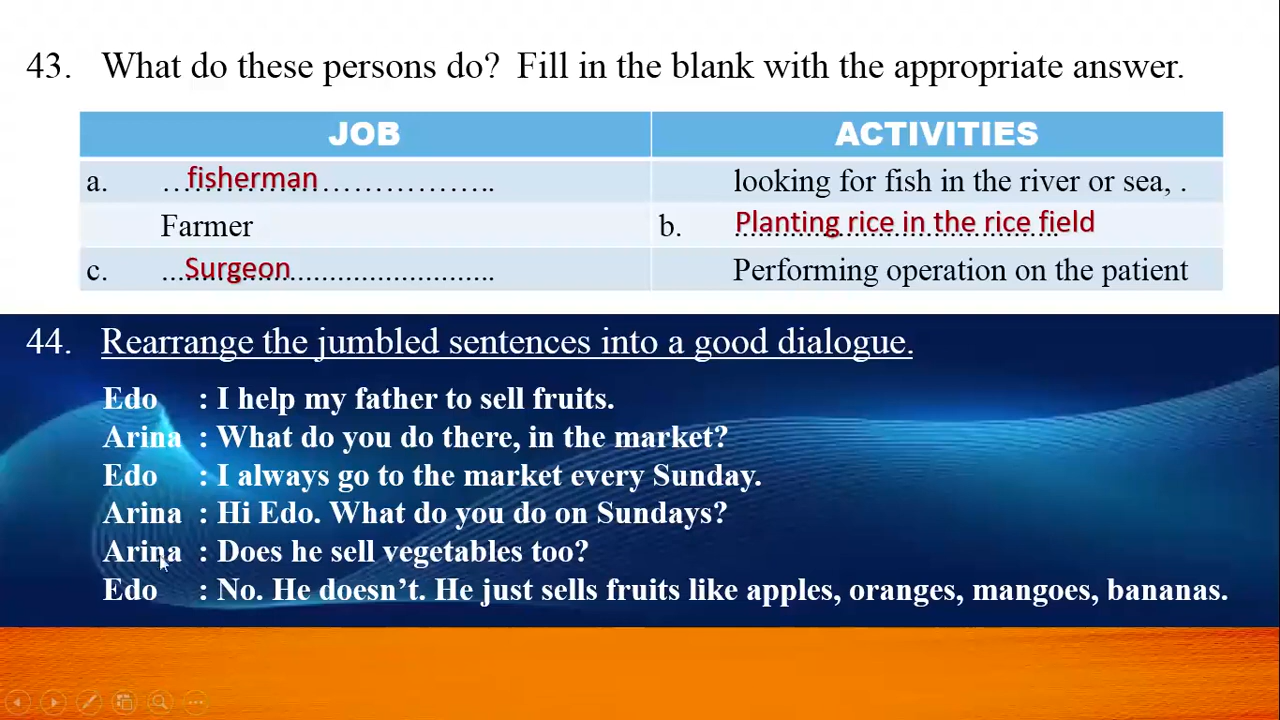 43. What do these persons do? Fill in the blank with the appropriate answer.
JOB ACTIVITIES
a. ...fisherman................................ looking for fish in the river or sea, .
Farmer b. Planting rice in the rice field
c. ...Surgeon................................ Performing operation on the patient
44. Rearrange the jumbled sentences into a good dialogue.
Edo : I help my father to sell fruits.
Arina : What do you do there, in the market?
Edo : I always go to the market every Sunday.
Arina : Hi Edo. What do you do on Sundays?
Arina : Does he sell vegetables too?
Edo : No. He doesn’t. He just sells fruits like apples, oranges, mangoes, bananas.